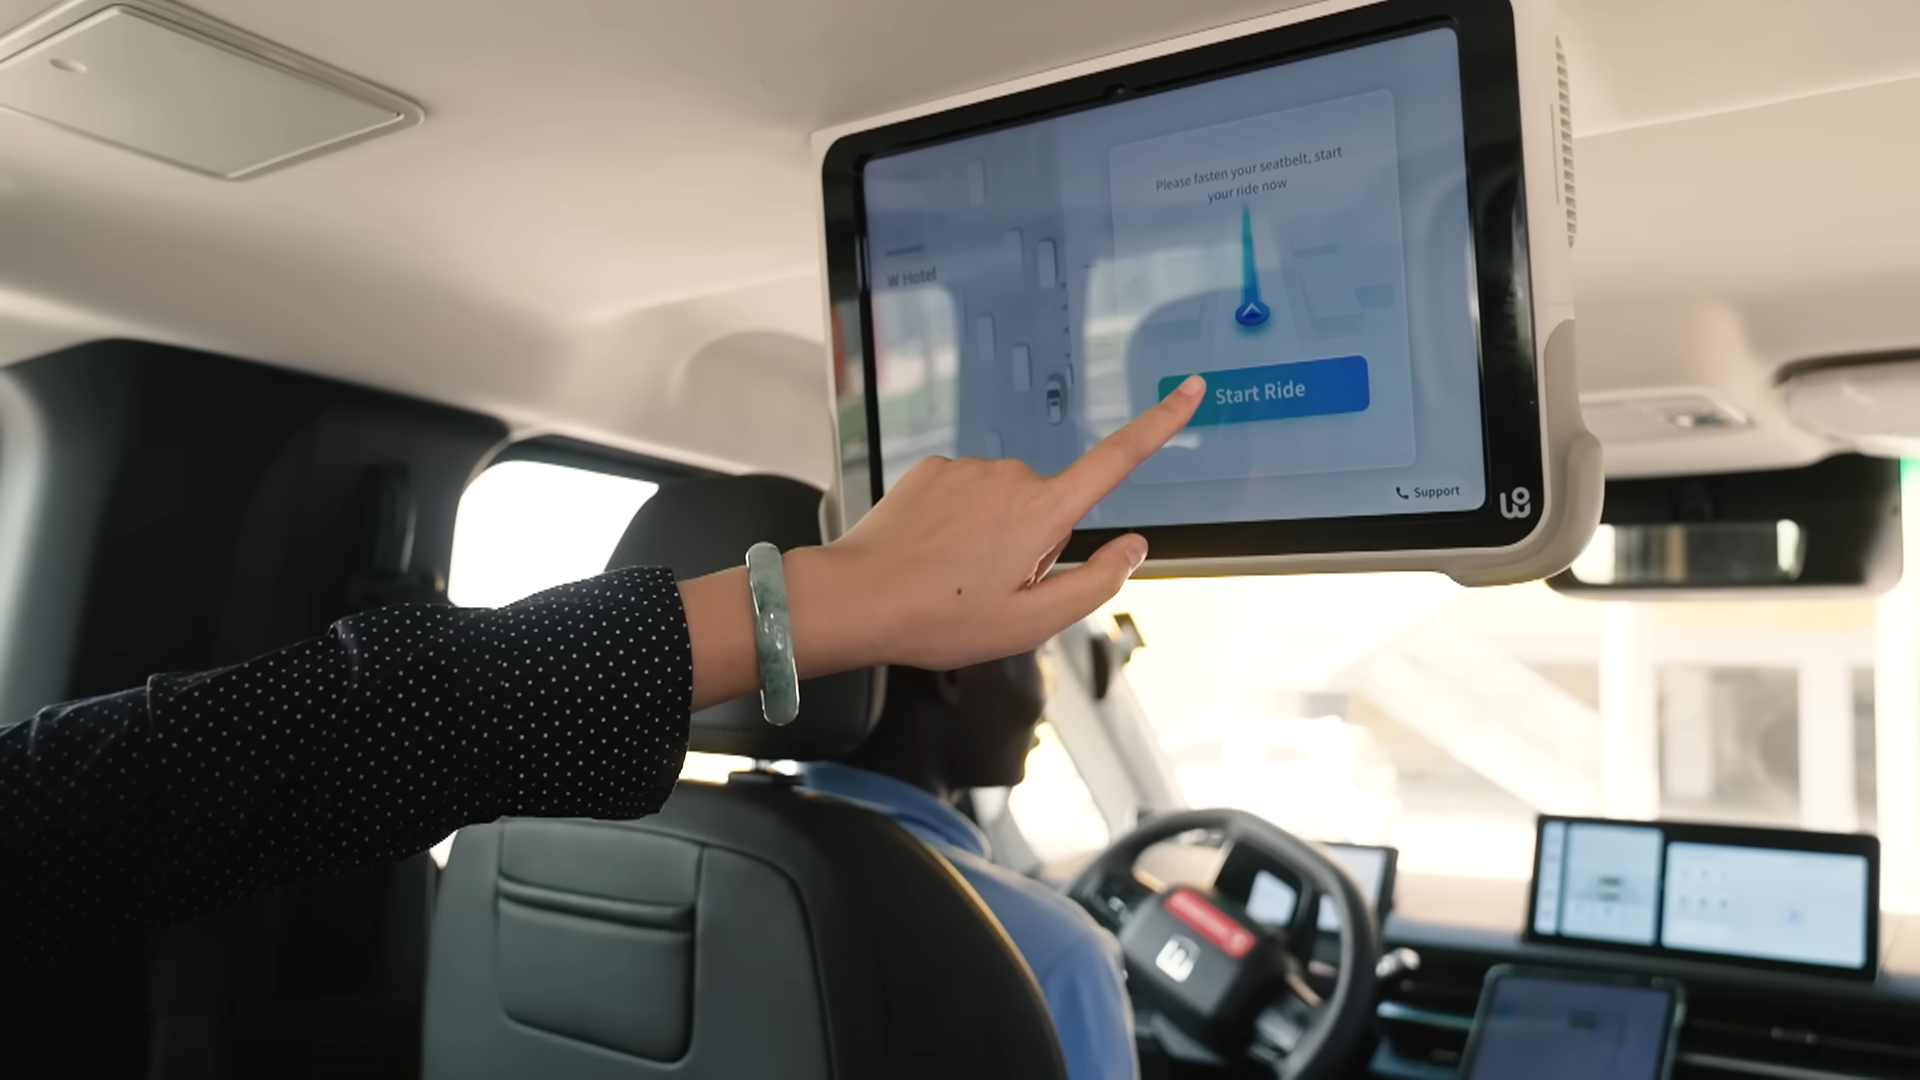 Please fasten your seatbelt, start
your ride now
W Hotel
Start Ride
Support